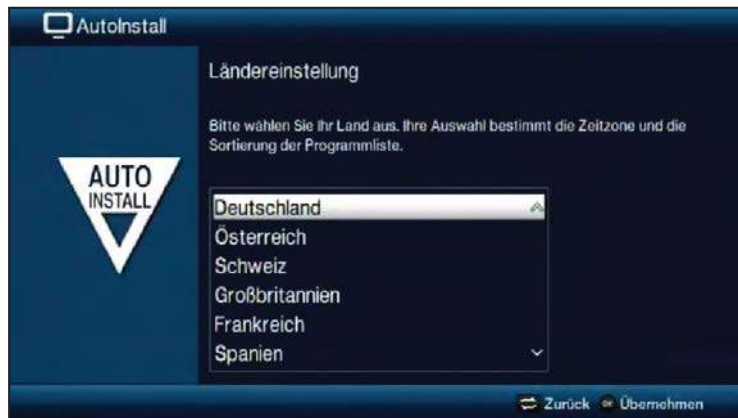 AutoInstall
Ländereinstellung
Bitte wählen Sie Ihr Land aus. Ihre Auswahl bestimmt die Zeitzone und die
Sortierung der Programmliste.
AUTO
INSTALL
Deutschland
Österreich
Schweiz
Großbritannien
Frankreich
Spanien
Zurück OK Übernehmen